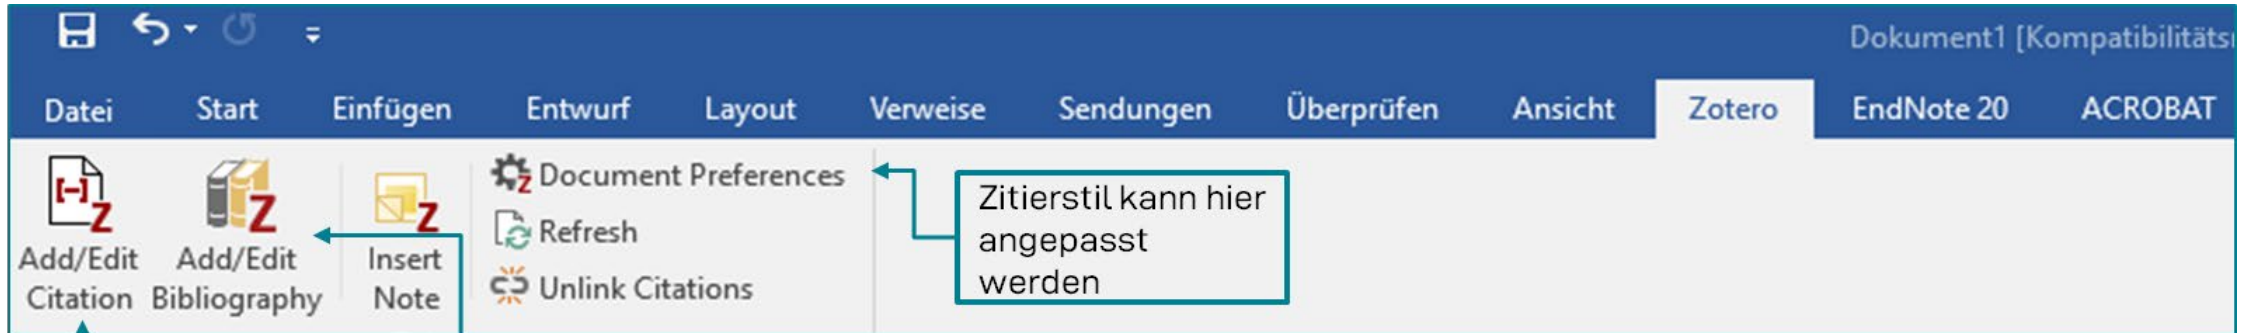 Dokument1 [Kompatibilitäts
Datei Start Einfügen Entwurf Layout Verweise Sendungen Überprüfen Ansicht Zotero EndNote 20 ACROBAT
Add/Edit
Citation
Add/Edit
Bibliography
Insert
Note
Document Preferences
Refresh
Unlink Citations
Zitierstil kann hier
angepasst
werden